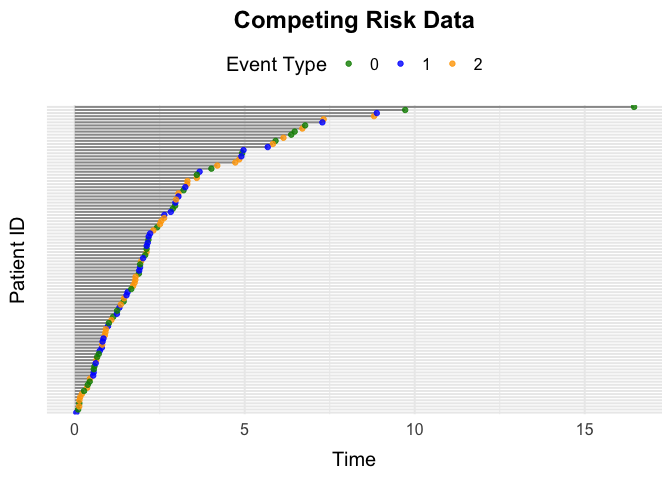 Competing Risk Data
Event Type 0 1 2
Patient ID
0 5 10 15
Time